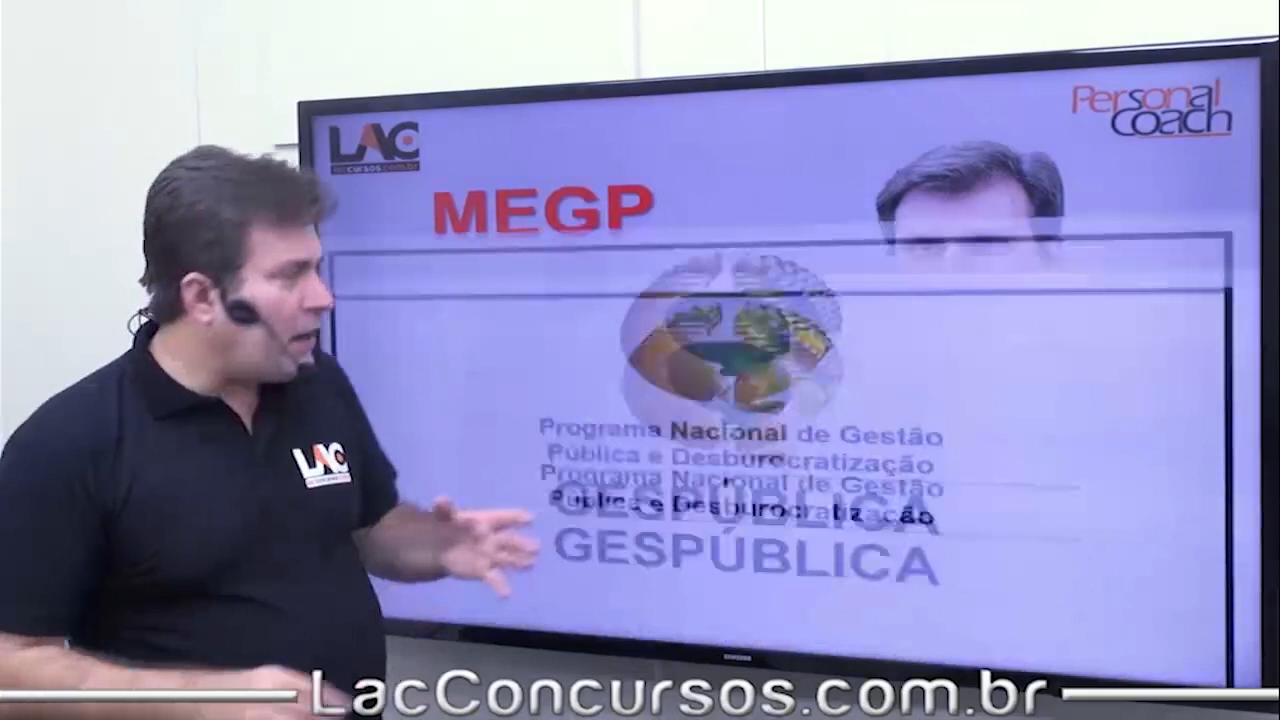 LAC
laccursos.com.br
Personal
Coach
MEGP
Programa Nacional de Gestão
Pública e Desburocratização
Programa Nacional de Gestão
Pública e Desburocratização
GESPÚBLICA
GESPÚBLICA
LAC
LacConcursos.com.br